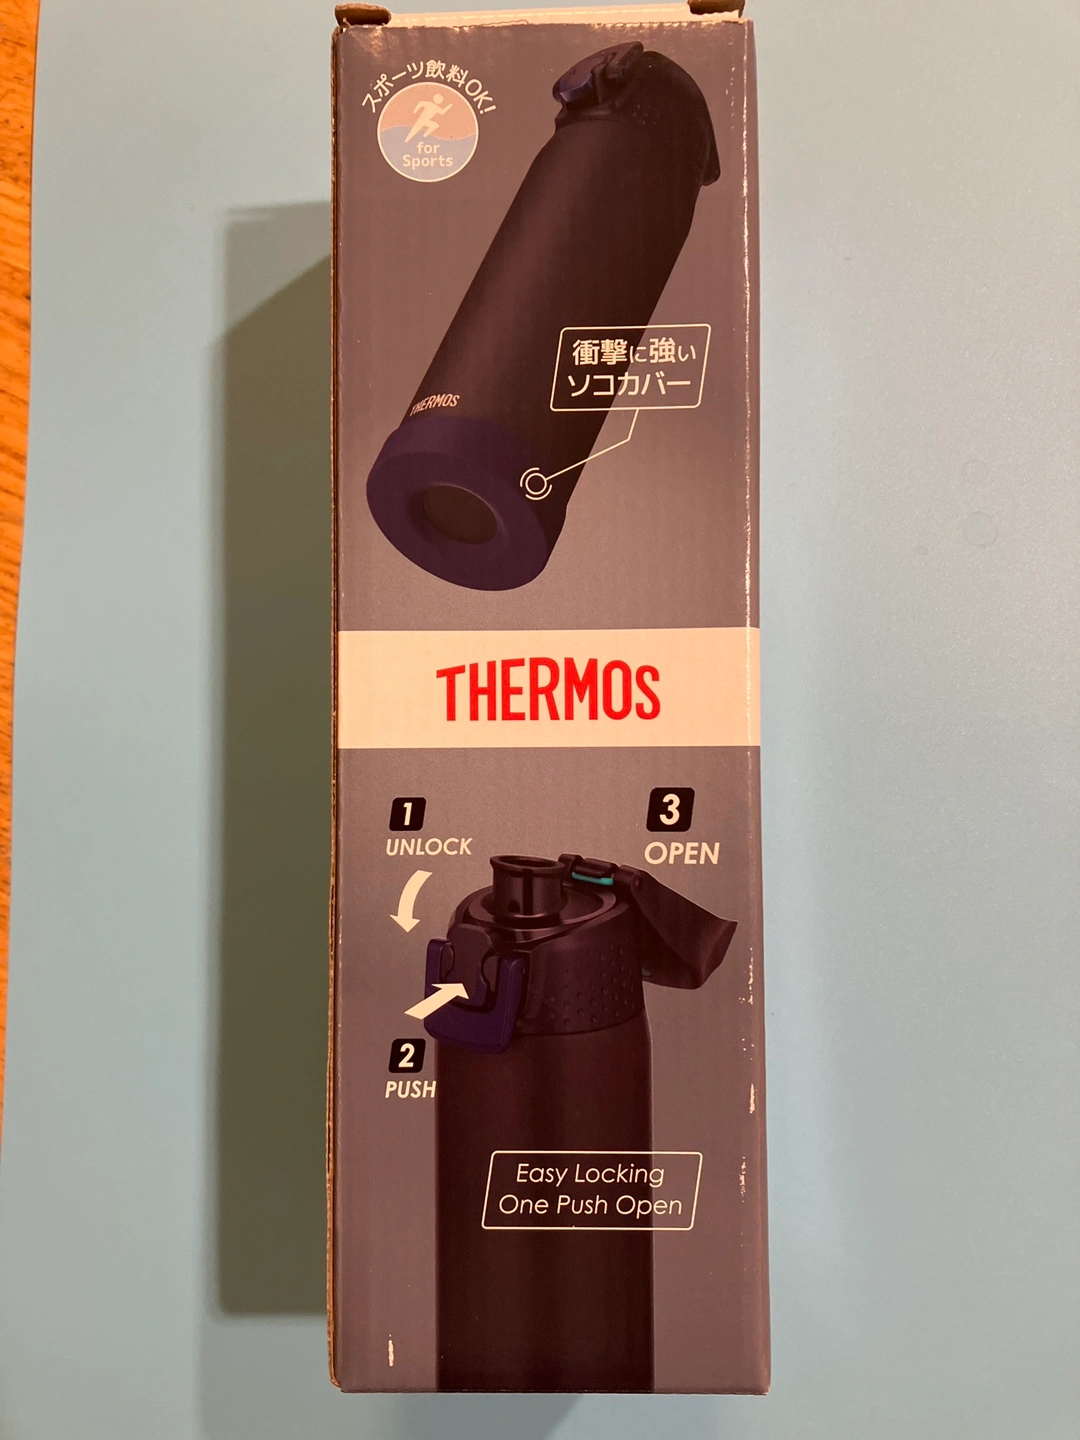 スポーツ飲料OK!
for
Sports
衝撃に強い
ソコカバー
THERMOS
THERMOS
1
UNLOCK
3
OPEN
2
PUSH
Easy Locking
One Push Open